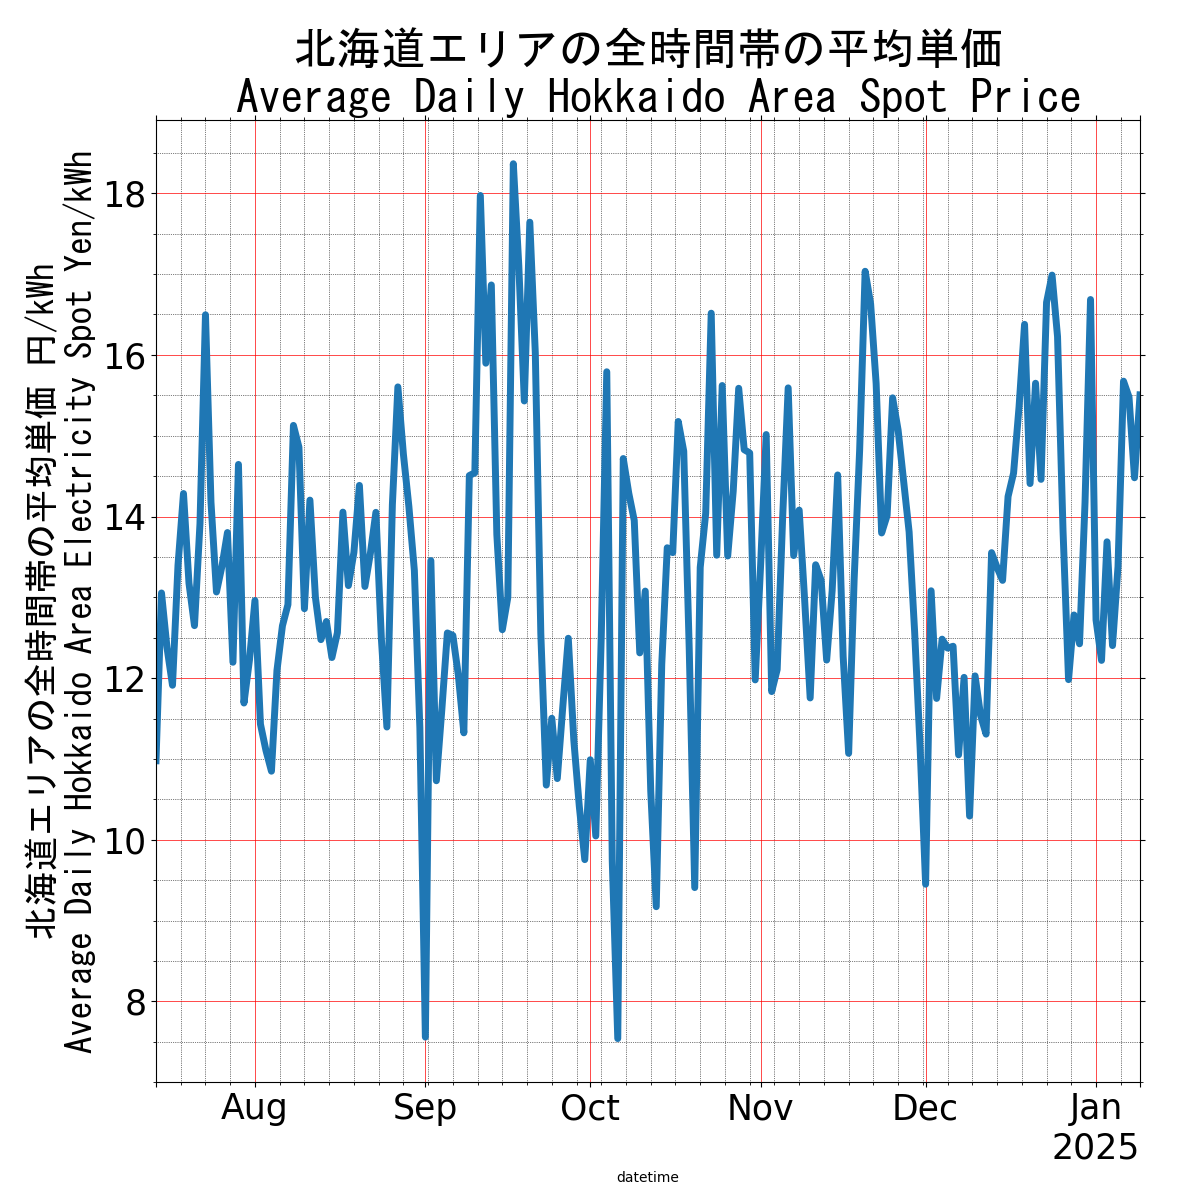 北海道エリアの全時間帯の平均単価
Average Daily Hokkaido Area Spot Price
北海道エリアの全時間帯の平均単価 円/kWh
Average Daily Hokkaido Area Electricity Spot Yen/kWh
18
16
14
12
10
8
Aug Sep Oct Nov Dec Jan
2025
datetime